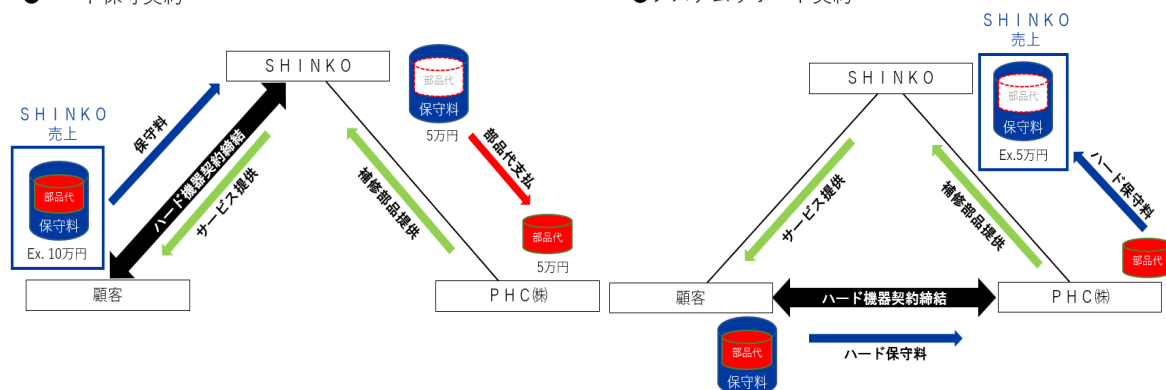 ＳＨＩＮＫＯ
部品代
保守料
5万円
ＳＨＩＮＫＯ
売上
部品代
保守料
Ex. 10万円
保守料
ハード機器契約締結
サービス提供
補修部品提供
部品代支払
部品代
5万円
顧客
ＰＨＣ㈱
ＳＨＩＮＫＯ
売上
ＳＨＩＮＫＯ
部品代
保守料
Ex.5万円
サービス提供
補修部品提供
ハード保守料
部品代
顧客
ハード機器契約締結
ＰＨＣ㈱
部品代
保守料
ハード保守料